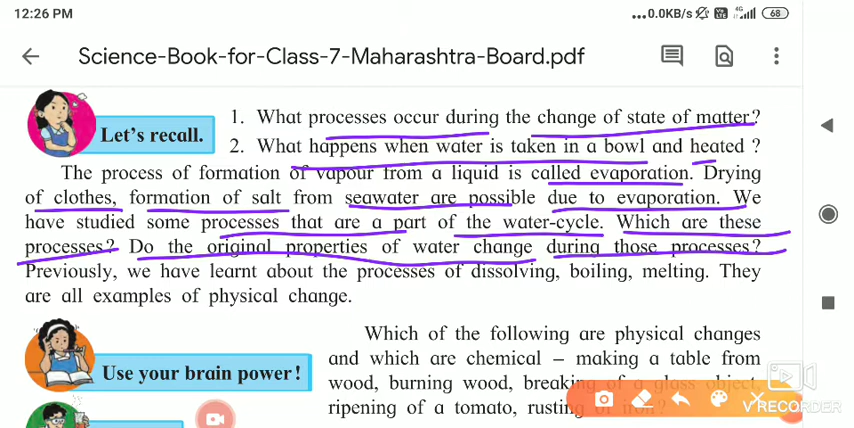 12:26 PM
...0.0KB/s 4G 68
Science-Book-for-Class-7-Maharashtra-Board.pdf
Let's recall.
1. What processes occur during the change of state of matter?
2. What happens when water is taken in a bowl and heated ?
The process of formation of vapour from a liquid is called evaporation. Drying
of clothes, formation of salt from seawater are possible due to evaporation. We
have studied some processes that are a part of the water-cycle. Which are these
processes? Do the original properties of water change during those processes?
Previously, we have learnt about the processes of dissolving, boiling, melting. They
are all examples of physical change.
Use your brain power!
Which of the following are physical changes
and which are chemical – making a table from
wood, burning wood, breaking of a glass object,
ripening of a tomato, rusting of iron?
V RECORDER